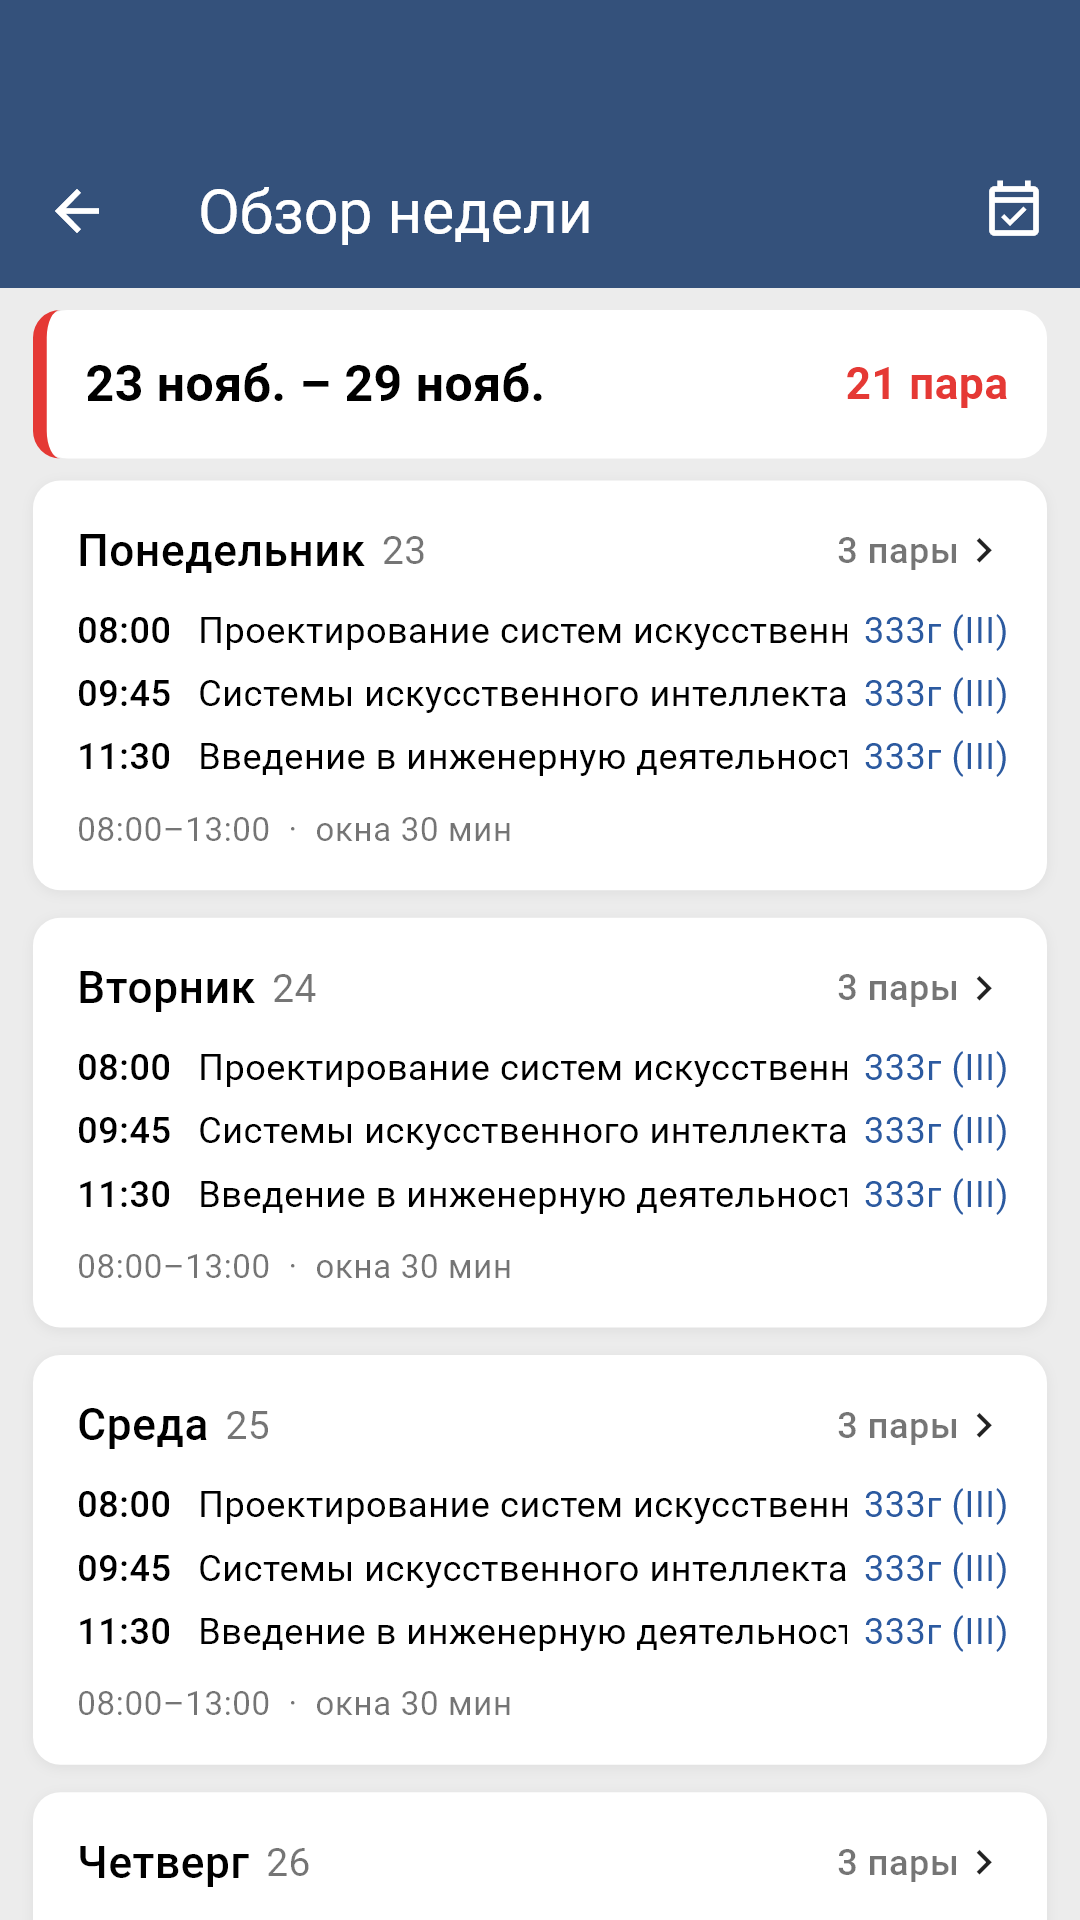 Обзор недели
23 нояб. – 29 нояб. 21 пара
Понедельник 23 3 пары
08:00 Проектирование систем искусственн 333г (III)
09:45 Системы искусственного интеллекта 333г (III)
11:30 Введение в инженерную деятельност 333г (III)
08:00–13:00 · окна 30 мин
Вторник 24 3 пары
08:00 Проектирование систем искусственн 333г (III)
09:45 Системы искусственного интеллекта 333г (III)
11:30 Введение в инженерную деятельност 333г (III)
08:00–13:00 · окна 30 мин
Среда 25 3 пары
08:00 Проектирование систем искусственн 333г (III)
09:45 Системы искусственного интеллекта 333г (III)
11:30 Введение в инженерную деятельност 333г (III)
08:00–13:00 · окна 30 мин
Четверг 26 3 пары